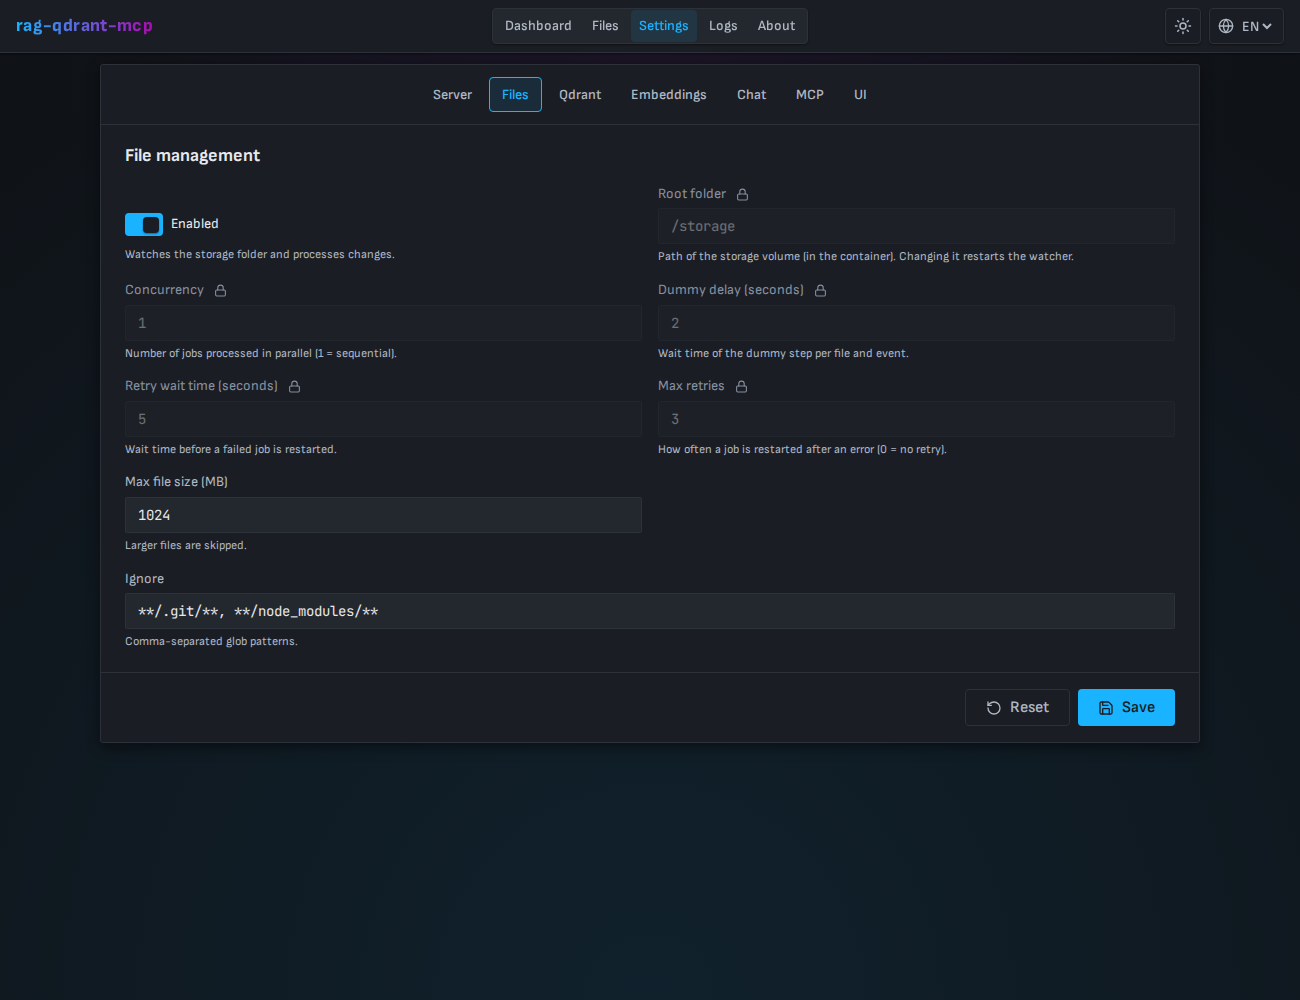 rag-qdrant-mcp
Dashboard Files Settings Logs About
EN
Server Files Qdrant Embeddings Chat MCP UI
File management
Enabled
Watches the storage folder and processes changes.
Root folder
/storage
Path of the storage volume (in the container). Changing it restarts the watcher.
Concurrency
1
Number of jobs processed in parallel (1 = sequential).
Dummy delay (seconds)
2
Wait time of the dummy step per file and event.
Retry wait time (seconds)
5
Wait time before a failed job is restarted.
Max retries
3
How often a job is restarted after an error (0 = no retry).
Max file size (MB)
1024
Larger files are skipped.
Ignore
**/.git/**, **/node_modules/**
Comma-separated glob patterns.
Reset
Save